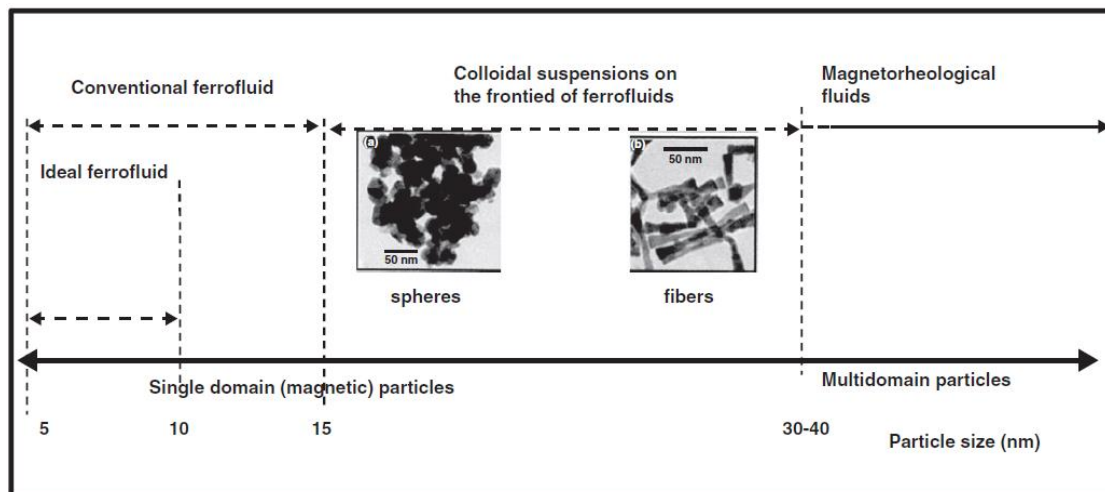 Conventional ferrofluid
Colloidal suspensions on
the frontied of ferrofluids
Magnetorheological
fluids
Ideal ferrofluid
(a)
50 nm
(b)
50 nm
spheres
fibers
Single domain (magnetic) particles
Multidomain particles
5
10
15
30-40
Particle size (nm)